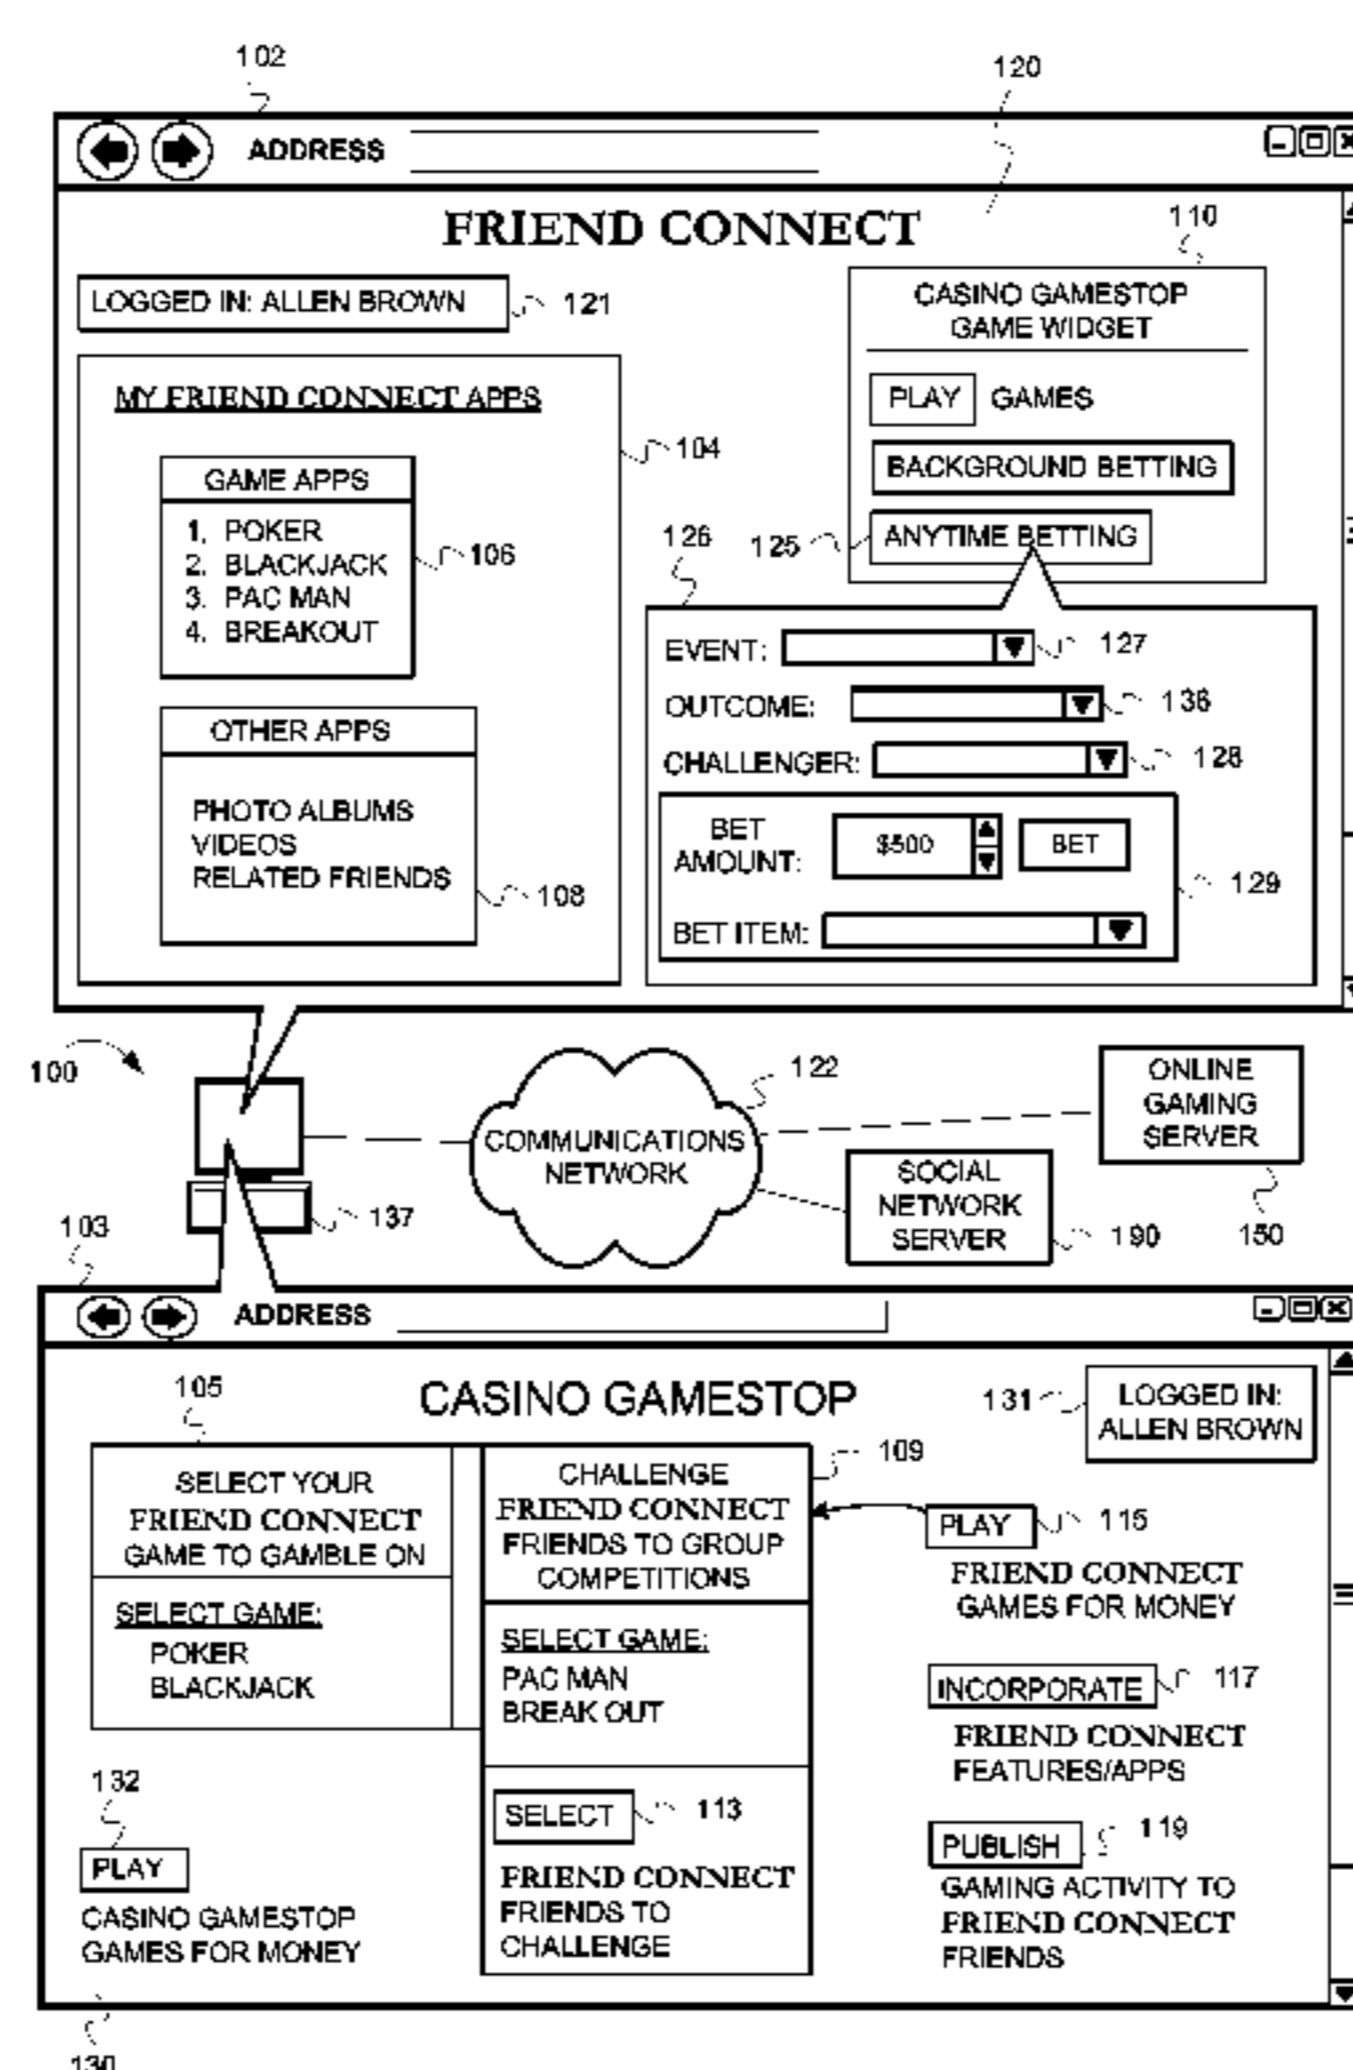 102
120
ADDRESS
FRIEND CONNECT
110
LOGGED IN: ALLEN BROWN
121
CASINO GAMESTOP
GAME WIDGET
MY FRIEND CONNECT APPS
PLAY GAMES
104
GAME APPS
BACKGROUND BETTING
1. POKER
2. BLACKJACK
3. PAC MAN
4. BREAKOUT
106
126
125
ANYTIME BETTING
EVENT:
127
OUTCOME:
136
CHALLENGER:
128
OTHER APPS
PHOTO ALBUMS
VIDEOS
RELATED FRIENDS
108
BET
AMOUNT:
$500
BET
129
BET ITEM:
100
122
COMMUNICATIONS
NETWORK
ONLINE
GAMING
SERVER
150
SOCIAL
NETWORK
SERVER
190
137
103
ADDRESS
105
CASINO GAMESTOP
131
LOGGED IN:
ALLEN BROWN
109
SELECT YOUR
FRIEND CONNECT
GAME TO GAMBLE ON
SELECT GAME:
POKER
BLACKJACK
CHALLENGE
FRIEND CONNECT
FRIENDS TO GROUP
COMPETITIONS
SELECT GAME:
PAC MAN
BREAK OUT
PLAY
115
FRIEND CONNECT
GAMES FOR MONEY
INCORPORATE
117
FRIEND CONNECT
FEATURES/APPS
132
PLAY
CASINO GAMESTOP
GAMES FOR MONEY
SELECT
113
FRIEND CONNECT
FRIENDS TO
CHALLENGE
PUBLISH
119
GAMING ACTIVITY TO
FRIEND CONNECT
FRIENDS
130